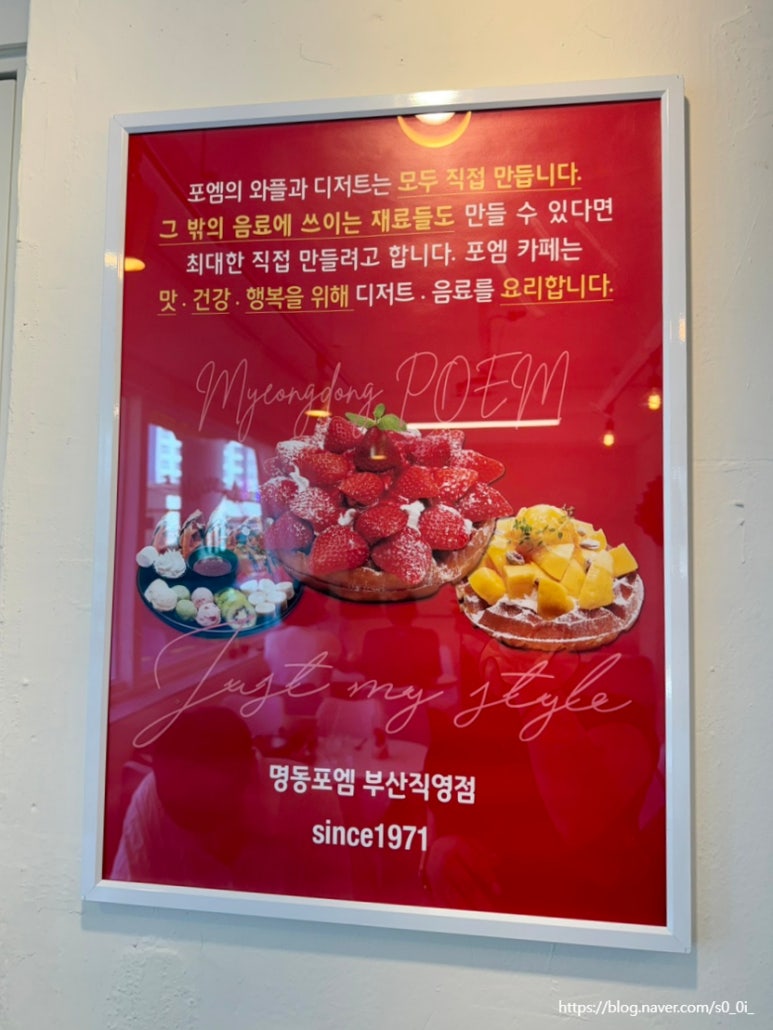 포엠의 와플과 디저트는 모두 직접 만듭니다.
그 밖의 음료에 쓰이는 재료들도 만들 수 있다면
최대한 직접 만들려고 합니다. 포엠 카페는
맛 . 건강 . 행복을 위해 디저트 . 음료를 요리합니다.
Myeongdong POEM
Just my style
명동포엠 부산직영점
since1971
https://blog.naver.com/s0_0i_